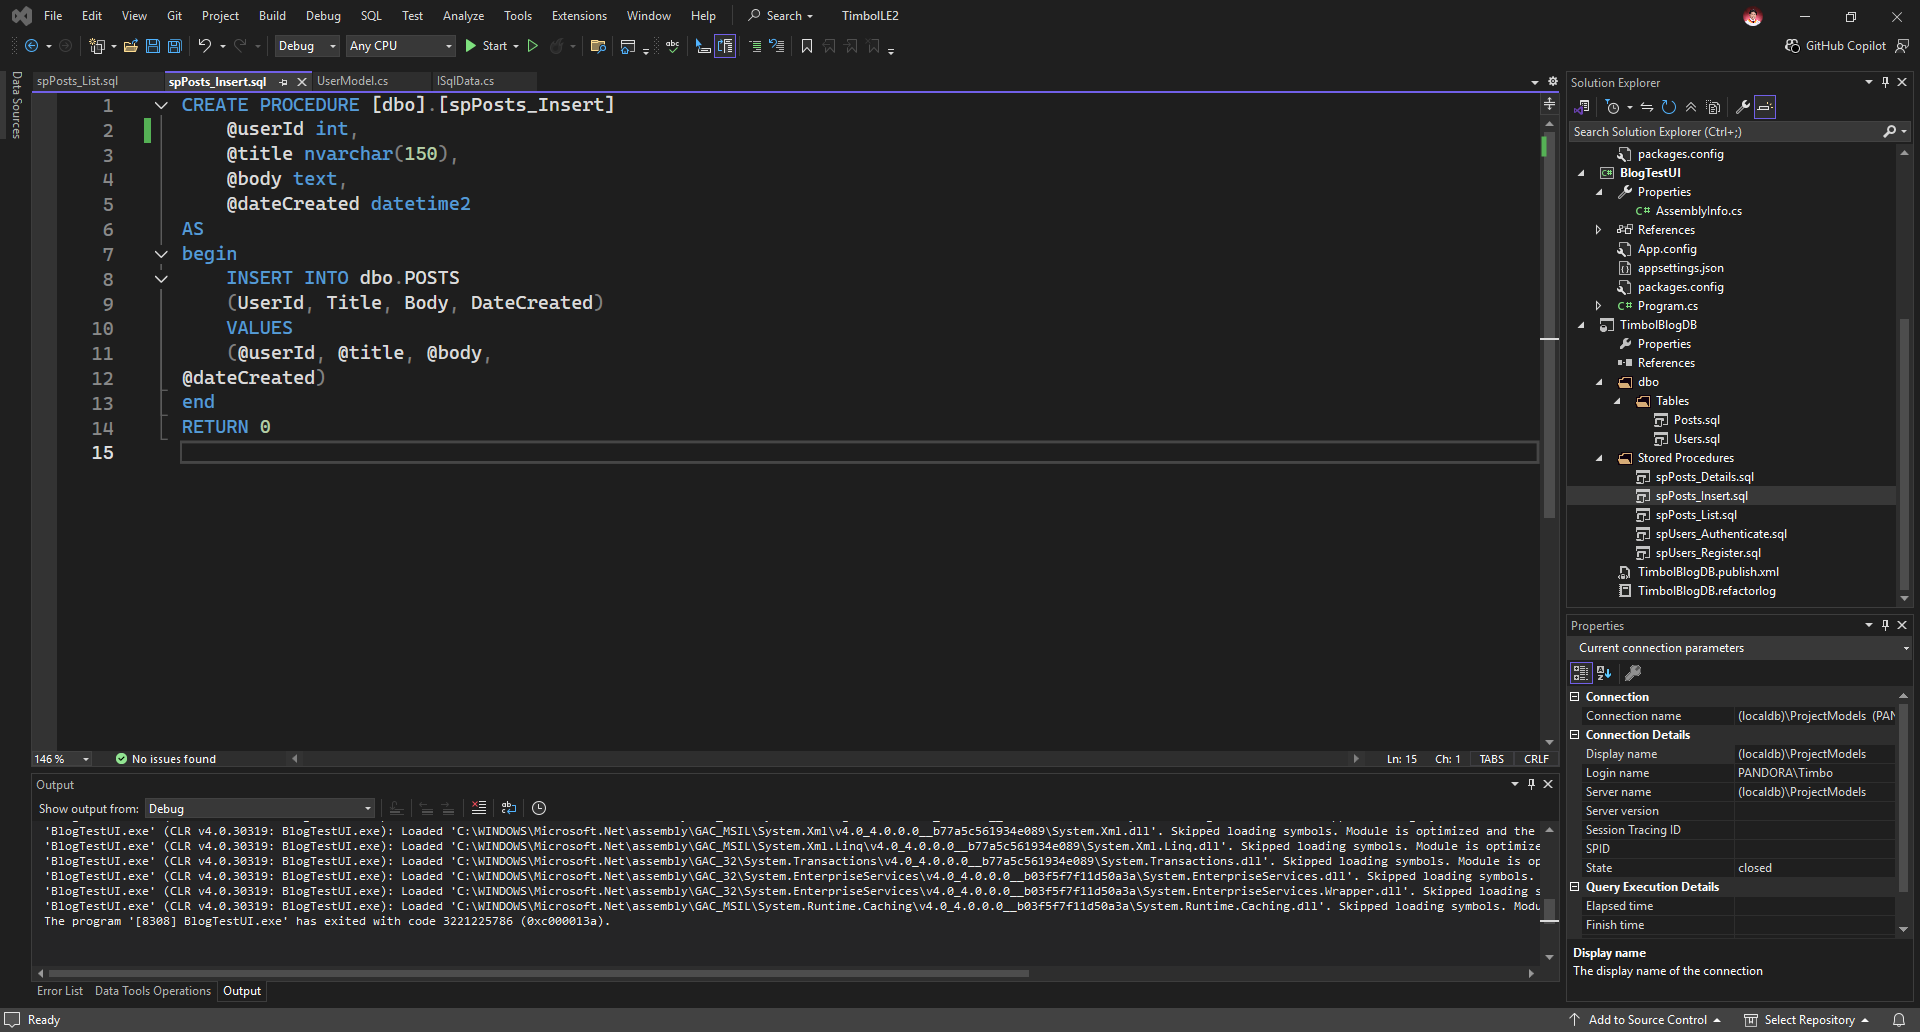 File Edit View Git Project Build Debug SQL Test Analyze Tools Extensions Window Help Search TimbolLE2
Debug Any CPU Start GitHub Copilot
Data Sources
spPosts_List.sql spPosts_Insert.sql UserModel.cs ISqlData.cs
1 CREATE PROCEDURE [dbo].[spPosts_Insert]
2 @userId int,
3 @title nvarchar(150),
4 @body text,
5 @dateCreated datetime2
6 AS
7 begin
8 INSERT INTO dbo.POSTS
9 (UserId, Title, Body, DateCreated)
10 VALUES
11 (@userId, @title, @body,
12 @dateCreated)
13 end
14 RETURN 0
15
146 % No issues found Ln: 15 Ch: 1 TABS CRLF
Output
Show output from: Debug
'BlogTestUI.exe' (CLR v4.0.30319: BlogTestUI.exe): Loaded 'C:\WINDOWS\Microsoft.Net\assembly\GAC_MSIL\System.Xml\v4.0_4.0.0.0__b77a5c561934e089\System.Xml.dll'. Skipped loading symbols. Module is optimized and the
'BlogTestUI.exe' (CLR v4.0.30319: BlogTestUI.exe): Loaded 'C:\WINDOWS\Microsoft.Net\assembly\GAC_MSIL\System.Xml.Linq\v4.0_4.0.0.0__b77a5c561934e089\System.Xml.Linq.dll'. Skipped loading symbols. Module is optimize
'BlogTestUI.exe' (CLR v4.0.30319: BlogTestUI.exe): Loaded 'C:\WINDOWS\Microsoft.Net\assembly\GAC_32\System.Transactions\v4.0_4.0.0.0__b77a5c561934e089\System.Transactions.dll'. Skipped loading symbols. Module is op
'BlogTestUI.exe' (CLR v4.0.30319: BlogTestUI.exe): Loaded 'C:\WINDOWS\Microsoft.Net\assembly\GAC_32\System.EnterpriseServices\v4.0_4.0.0.0__b03f5f7f11d50a3a\System.EnterpriseServices.dll'. Skipped loading symbols.
'BlogTestUI.exe' (CLR v4.0.30319: BlogTestUI.exe): Loaded 'C:\WINDOWS\Microsoft.Net\assembly\GAC_32\System.EnterpriseServices\v4.0_4.0.0.0__b03f5f7f11d50a3a\System.EnterpriseServices.Wrapper.dll'. Skipped loading s
'BlogTestUI.exe' (CLR v4.0.30319: BlogTestUI.exe): Loaded 'C:\WINDOWS\Microsoft.Net\assembly\GAC_MSIL\System.Runtime.Caching\v4.0_4.0.0.0__b03f5f7f11d50a3a\System.Runtime.Caching.dll'. Skipped loading symbols. Modu
The program '[8308] BlogTestUI.exe' has exited with code 3221225786 (0xc000013a).
Error List Data Tools Operations Output
Solution Explorer
Search Solution Explorer (Ctrl+;)
packages.config
BlogTestUI
Properties
C# AssemblyInfo.cs
References
App.config
appsettings.json
packages.config
C# Program.cs
TimbolBlogDB
Properties
References
dbo
Tables
Posts.sql
Users.sql
Stored Procedures
spPosts_Details.sql
spPosts_Insert.sql
spPosts_List.sql
spUsers_Authenticate.sql
spUsers_Register.sql
TimbolBlogDB.publish.xml
TimbolBlogDB.refactorlog
Properties
Current connection parameters
Connection
Connection name (localdb)\ProjectModels (PAN
Connection Details
Display name (localdb)\ProjectModels
Login name PANDORA\Timbo
Server name (localdb)\ProjectModels
Server version
Session Tracing ID
SPID
State closed
Query Execution Details
Elapsed time
Finish time
Display name
The display name of the connection
Ready Add to Source Control Select Repository